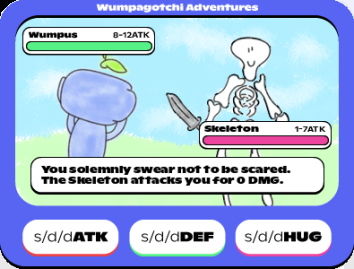 Wumpagotchi Adventures
Wumpus 8-12ATK
Skeleton 1-7ATK
You solemnly swear not to be scared.
The Skeleton attacks you for 0 DMG.
s/d/dATK s/d/dDEF s/d/dHUG